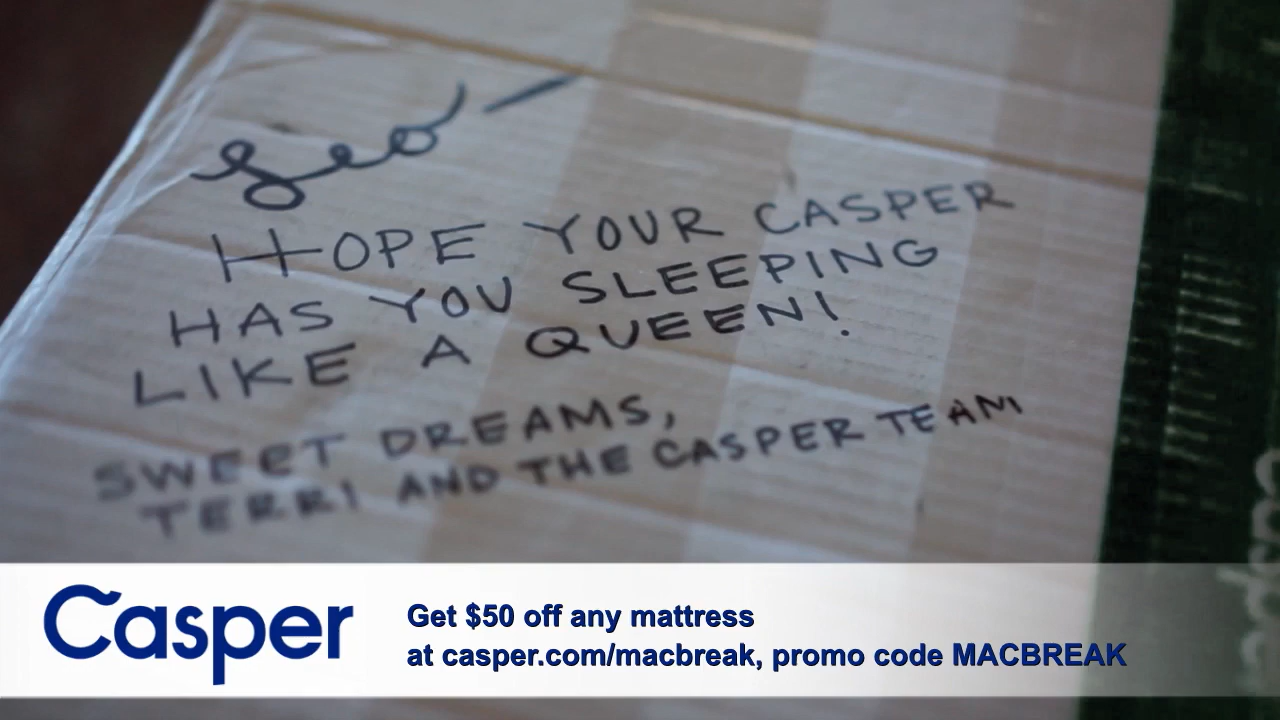 HOPE YOUR CASPER
HAS YOU SLEEPING
LIKE A QUEEN!
SWEET DREAMS,
TERRI AND THE CASPER TEAM
Casper
Get $50 off any mattress
at casper.com/macbreak, promo code MACBREAK